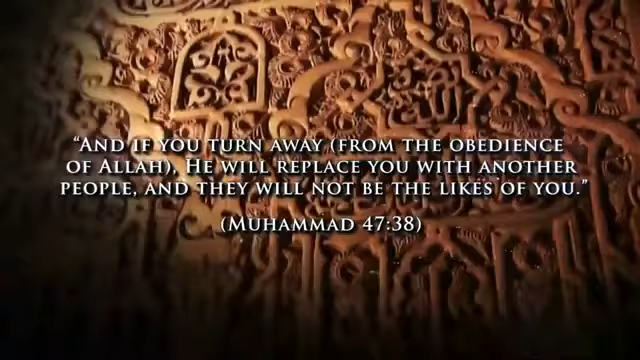 “And if you turn away (from the obedience
of Allah), He will replace you with another
people, and they will not be the likes of you.”
(Muhammad 47:38)